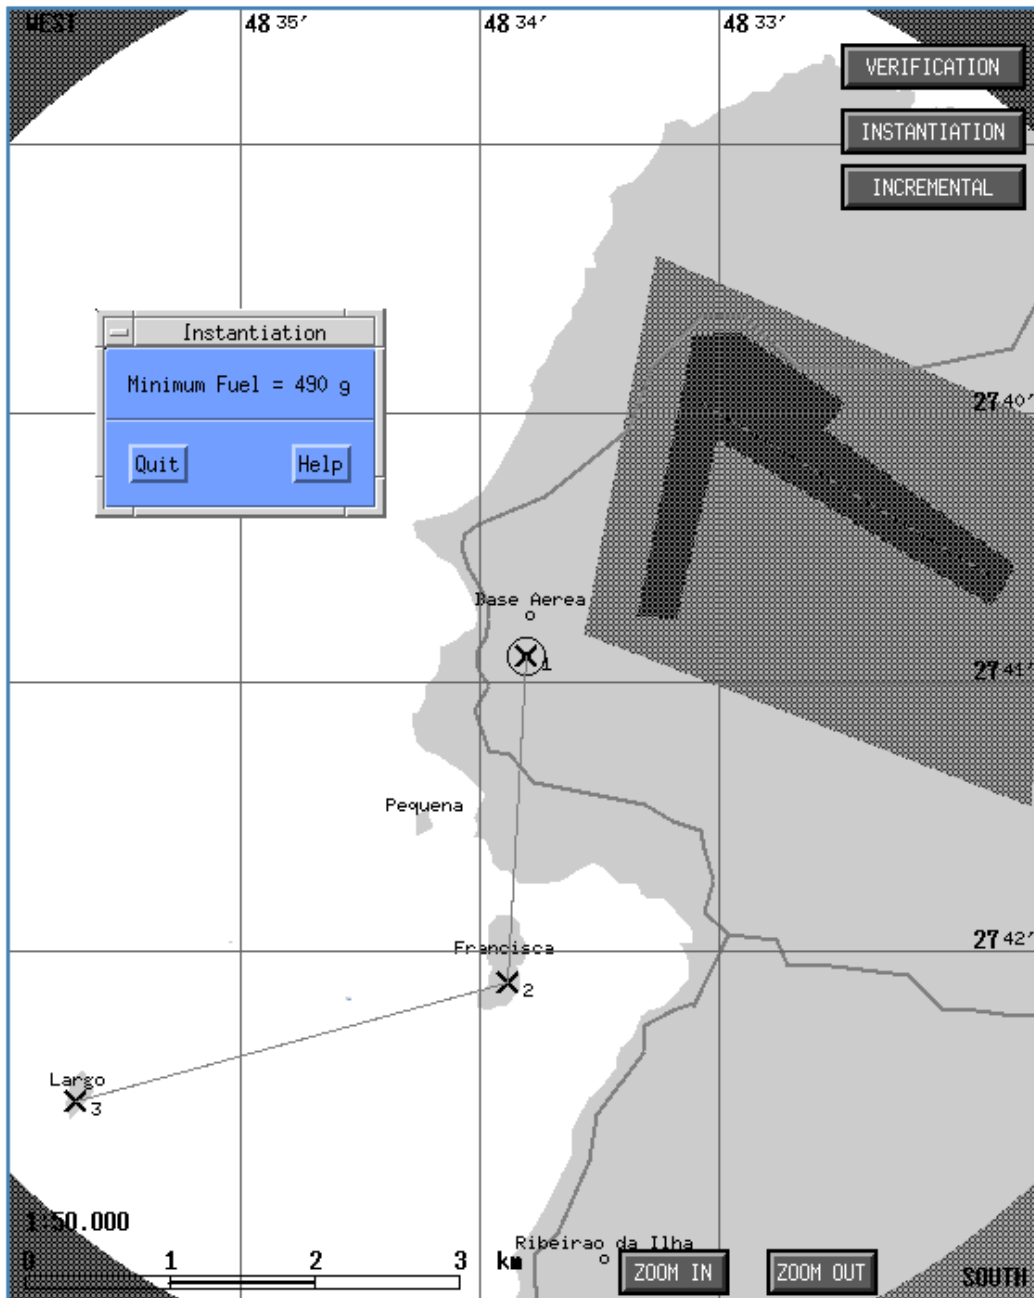 WEST
48 35'
48 34'
48 33'
VERIFICATION
INSTANTIATION
INCREMENTAL
Instantiation
Minimum Fuel = 490 g
27 40'
Quit
Help
Base Aerea
1
27 41'
Pequena
27 42'
Francisca
2
Largo
3
1:50.000
0 1 2 3 km
Ribeirao da Ilha
ZOOM IN
ZOOM OUT
SOUTH